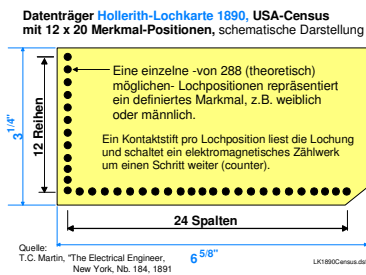 Datenträger Hollerith-Lochkarte 1890, USA-Census
mit 12 x 20 Merkmal-Positionen, schematische Darstellung
Eine einzelne -von 288 (theoretisch)
möglichen- Lochpositionen repräsentiert
ein definiertes Markmal, z.B. weiblich
oder männlich.
Ein Kontaktstift pro Lochposition liest die Lochung
und schaltet ein elektromagnetisches Zählwerk
um einen Schritt weiter (counter).
3 1/4"
12 Reihen
24 Spalten
6 5/8"
Quelle:
T.C. Martin, "The Electrical Engineer,
New York, Nb. 184, 1891
LK1890Census.ds